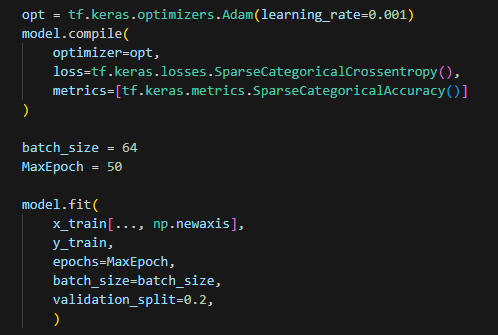 opt = tf.keras.optimizers.Adam(learning_rate=0.001)
model.compile(
    optimizer=opt,
    loss=tf.keras.losses.SparseCategoricalCrossentropy(),
    metrics=[tf.keras.metrics.SparseCategoricalAccuracy()]
)

batch_size = 64
MaxEpoch = 50

model.fit(
    x_train[..., np.newaxis],
    y_train,
    epochs=MaxEpoch,
    batch_size=batch_size,
    validation_split=0.2,
    )